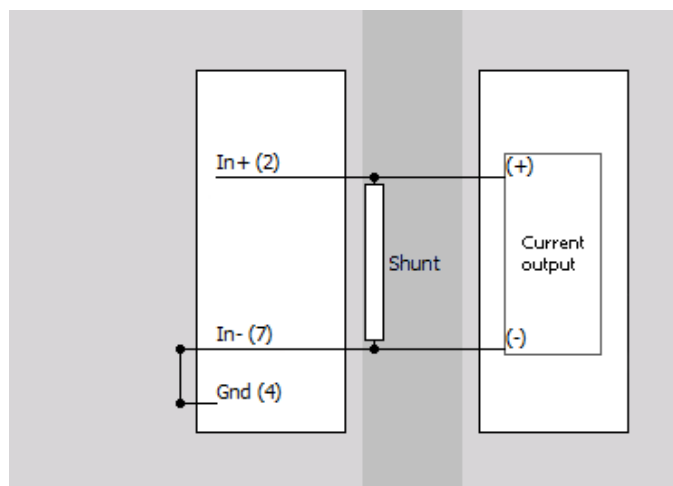 In+ (2)
(+)
Current
output
Shunt
In- (7)
(-)
Gnd (4)